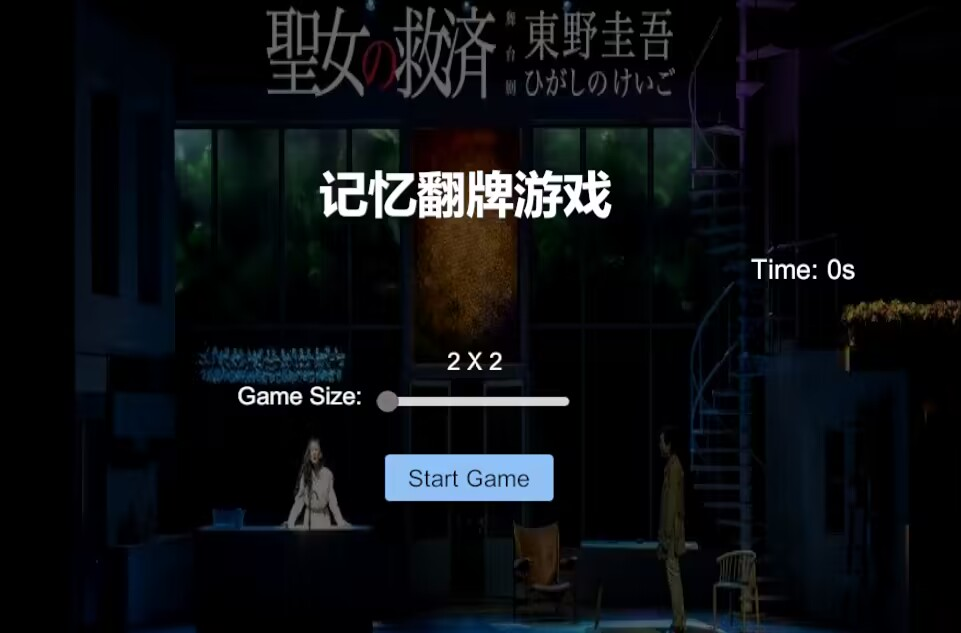 聖女の救済 舞台劇 東野圭吾
ひがしの けいご
记忆翻牌游戏
Time: 0s
2 X 2
Game Size:
Start Game